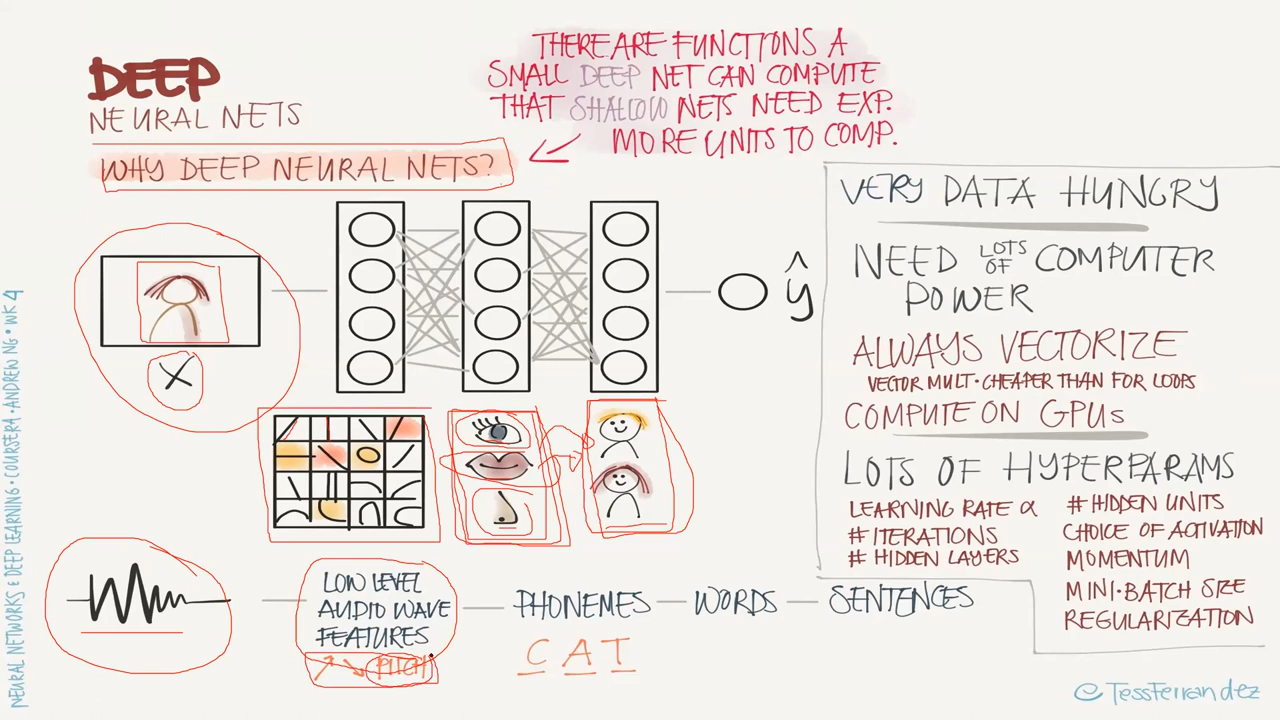 DEEP
NEURAL NETS
WHY DEEP NEURAL NETS?
THERE ARE FUNCTIONS A
SMALL DEEP NET CAN COMPUTE
THAT SHALLOW NETS NEED EXP.
MORE UNITS TO COMP.
X
ŷ
VERY DATA HUNGRY
NEED LOTS OF COMPUTER
POWER
ALWAYS VECTORIZE
VECTOR MULT · CHEAPER THAN FOR LOOPS
COMPUTE ON GPUs
LOTS OF HYPERPARAMS
LEARNING RATE α
# ITERATIONS
# HIDDEN LAYERS
# HIDDEN UNITS
CHOICE OF ACTIVATION
MOMENTUM
MINI·BATCH SIZE
REGULARIZATION
LOW LEVEL
AUDIO WAVE
FEATURES
PITCH
PHONEMES
C A T
WORDS
SENTENCES
NEURAL NETWORKS & DEEP LEARNING · COURSERA · ANDREW NG · WK 4
@TessFerrandez